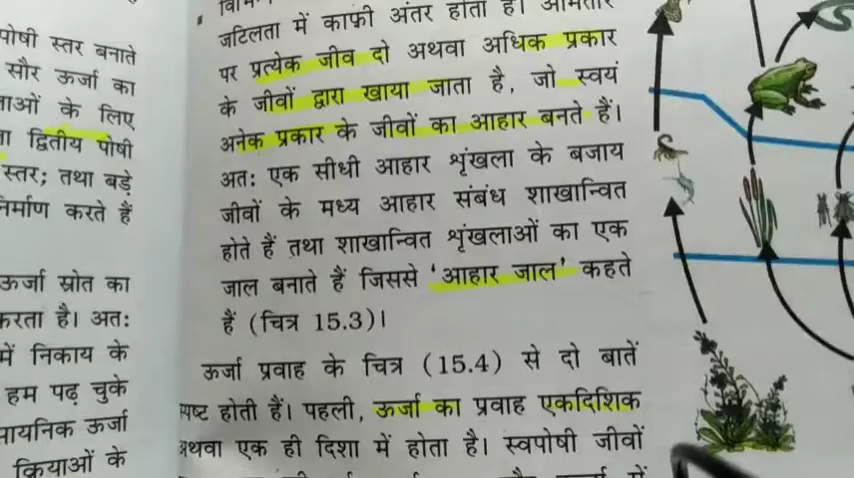 पोषी स्तर बनाते
सौर ऊर्जा का
के लिए
द्वितीय पोषी
स्तर; तथा बड़े
निर्माण करते हैं
ऊर्जा स्रोत का
करता है। अतः
में निकाय के
हम पढ़ चुके
ऊर्जा
क्रियाओं के
जटिलता में काफ़ी अंतर होता है।
पर प्रत्येक जीव दो अथवा अधिक प्रकार
के जीवों द्वारा खाया जाता है, जो स्वयं
अनेक प्रकार के जीवों का आहार बनते हैं।
अतः एक सीधी आहार शृंखला के बजाय
जीवों के मध्य आहार संबंध शाखान्वित
होते हैं तथा शाखान्वित शृंखलाओं का एक
जाल बनाते हैं जिससे 'आहार जाल' कहते
हैं (चित्र 15.3)।
ऊर्जा प्रवाह के चित्र (15.4) से दो बातें
स्पष्ट होती हैं। पहली, ऊर्जा का प्रवाह एकदिशिक
अथवा एक ही दिशा में होता है। स्वपोषी जीवों